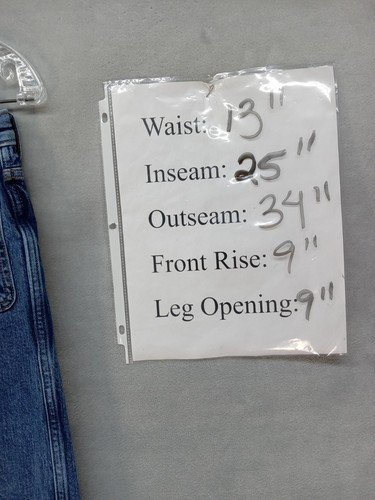 Waist: 13"
Inseam: 25"
Outseam: 34"
Front Rise: 9"
Leg Opening: 9"